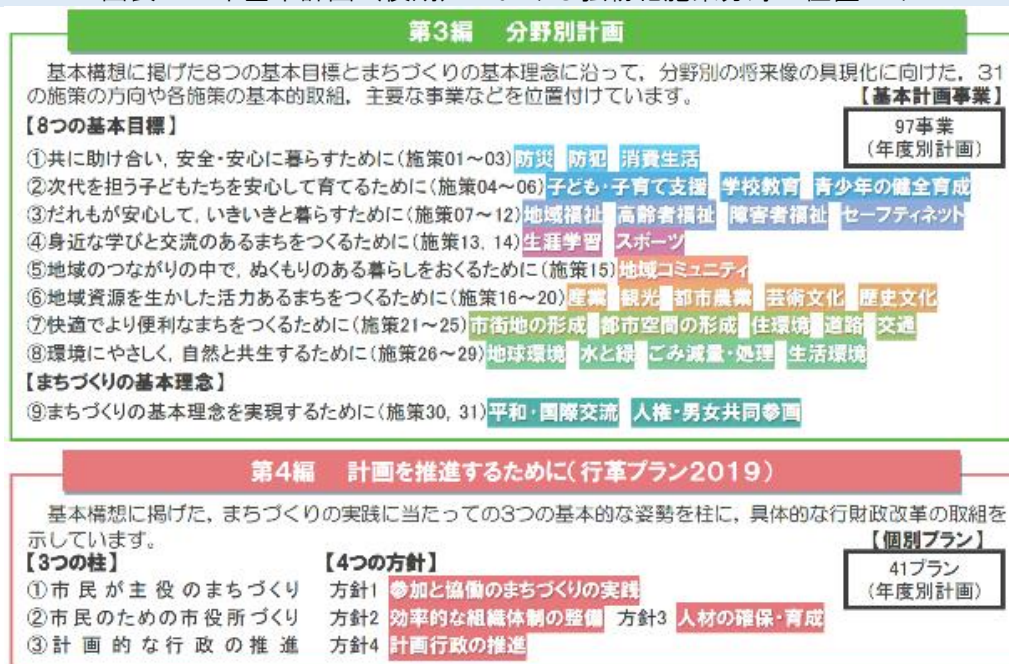 第3編 分野別計画
基本構想に掲げた8つの基本目標とまちづくりの基本理念に沿って，分野別の将来像の具現化に向けた，31
の施策の方向や各施策の基本的取組，主要な事業などを位置付けています。
【基本計画事業】
97事業
(年度別計画)
【8つの基本目標】
①共に助け合い，安全・安心に暮らすために(施策01～03)防災 防犯 消費生活
②次代を担う子どもたちを安心して育てるために(施策04～06)子ども・子育て支援 学校教育 青少年の健全育成
③だれもが安心して，いきいきと暮らすために(施策07～12)地域福祉 高齢者福祉 障害者福祉 セーフティネット
④身近な学びと交流のあるまちをつくるために(施策13，14)生涯学習 スポーツ
⑤地域のつながりの中で，ぬくもりのある暮らしをおくるために(施策15)地域コミュニティ
⑥地域資源を生かした活力あるまちをつくるために(施策16～20)産業 観光 都市農業 芸術文化 歴史文化
⑦快適でより便利なまちをつくるために(施策21～25)市街地の形成 都市空間の形成 住環境 道路 交通
⑧環境にやさしく，自然と共生するために(施策26～29)地球環境 水と緑 ごみ減量・処理 生活環境
【まちづくりの基本理念】
⑨まちづくりの基本理念を実現するために(施策30，31)平和・国際交流 人権・男女共同参画
第4編 計画を推進するために(行革プラン2019)
基本構想に掲げた，まちづくりの実践に当たっての3つの基本的な姿勢を柱に，具体的な行財政改革の取組を
示しています。
【個別プラン】
41プラン
(年度別計画)
【3つの柱】 【4つの方針】
①市民が主役のまちづくり 方針1 参加と協働のまちづくりの実践
②市民のための市役所づくり 方針2 効率的な組織体制の整備 方針3 人材の確保・育成
③計画的な行政の推進 方針4 計画行政の推進